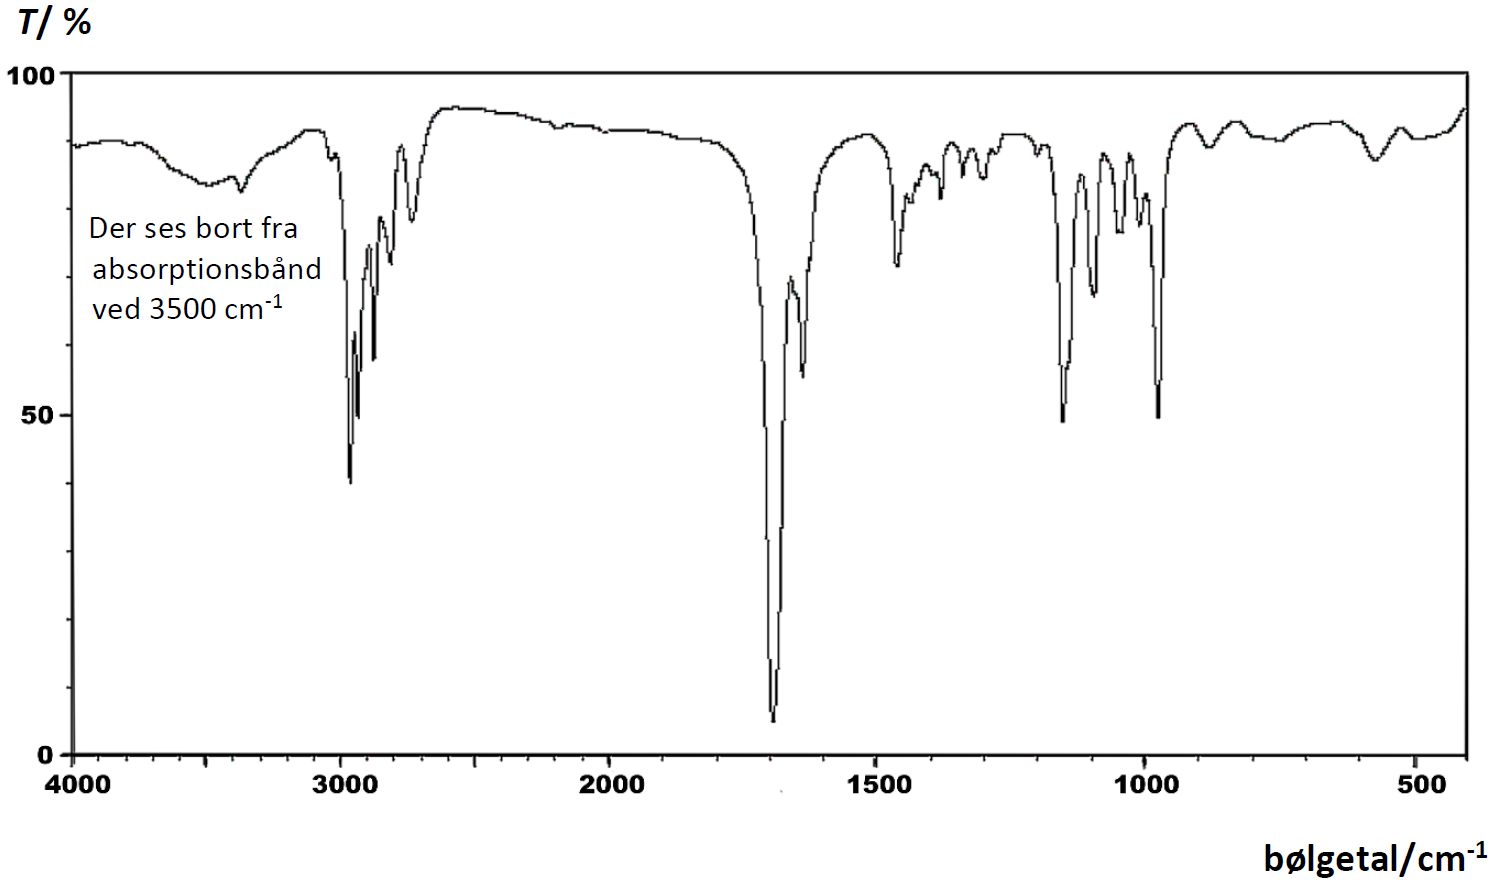 T/ %
100
Der ses bort fra
absorptionsbånd
ved 3500 cm⁻¹
50
0
4000 3000 2000 1500 1000 500
bølgetal/cm⁻¹